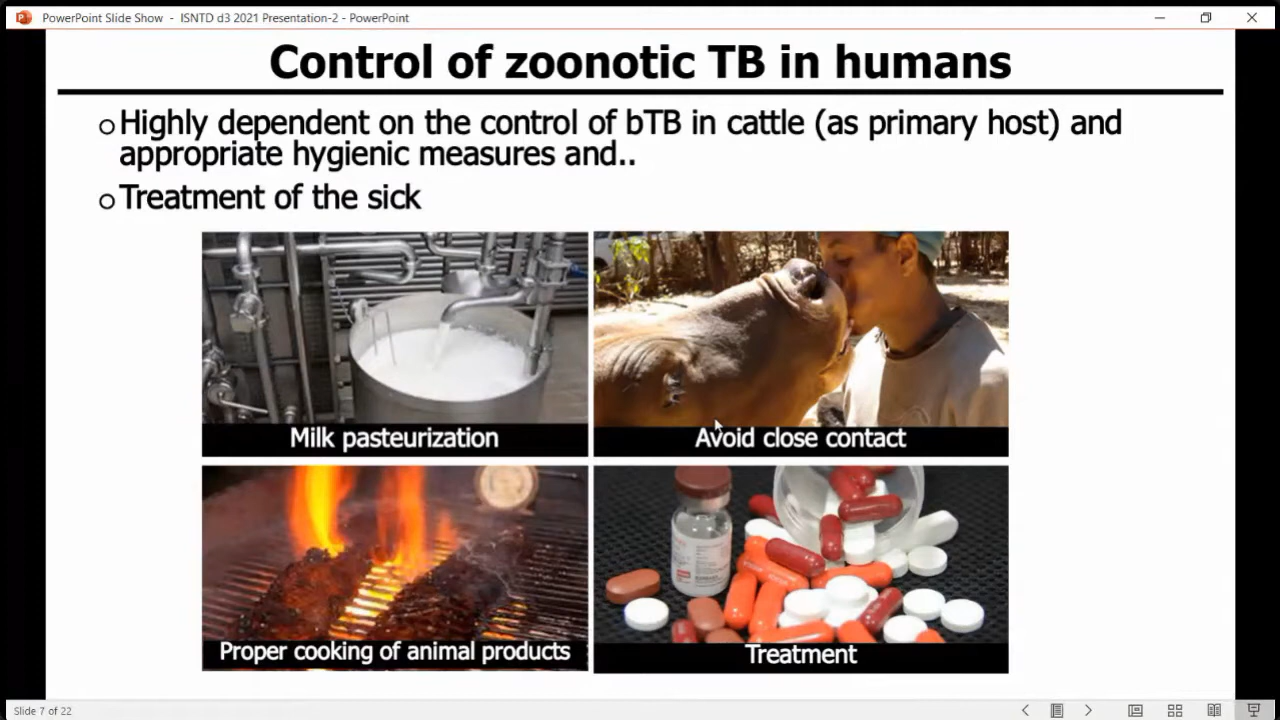 PowerPoint Slide Show - ISNTD d3 2021 Presentation-2 - PowerPoint
Control of zoonotic TB in humans
Highly dependent on the control of bTB in cattle (as primary host) and
appropriate hygienic measures and..
Treatment of the sick
Milk pasteurization
Avoid close contact
Proper cooking of animal products
Treatment
Slide 7 of 22